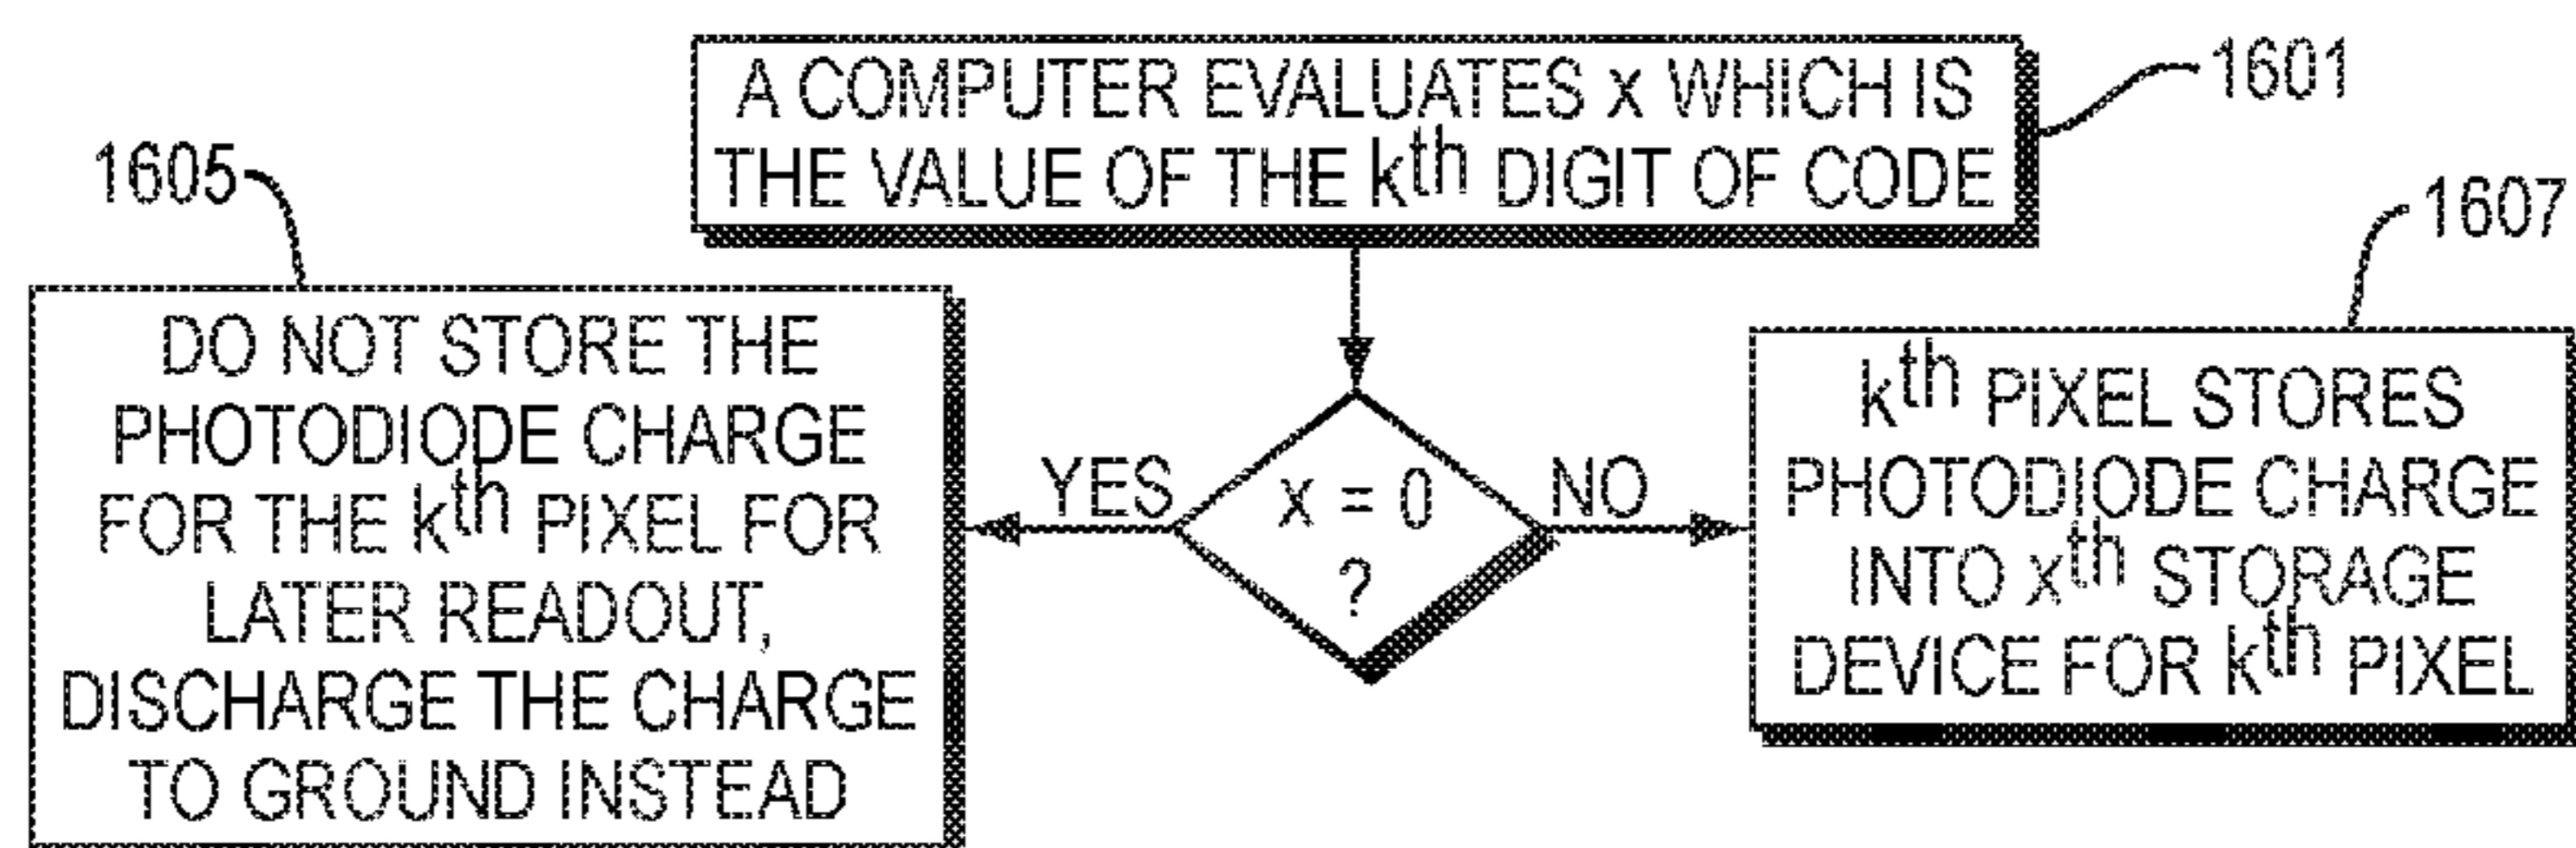 A COMPUTER EVALUATES x WHICH IS
THE VALUE OF THE kth DIGIT OF CODE
1601
1605
DO NOT STORE THE
PHOTODIODE CHARGE
FOR THE kth PIXEL FOR
LATER READOUT,
DISCHARGE THE CHARGE
TO GROUND INSTEAD
YES
x = 0
?
NO
1607
kth PIXEL STORES
PHOTODIODE CHARGE
INTO xth STORAGE
DEVICE FOR kth PIXEL